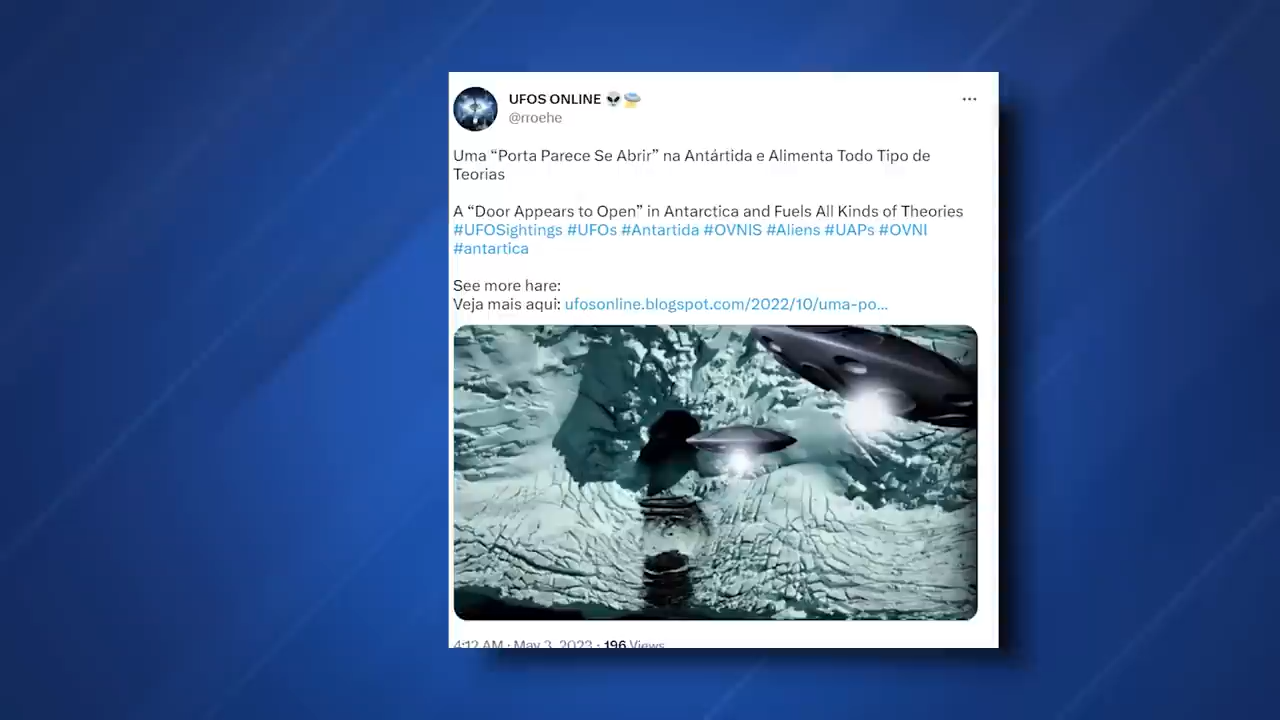 UFOS ONLINE 👽🛸
@rroehe
Uma “Porta Parece Se Abrir” na Antártida e Alimenta Todo Tipo de
Teorias
A “Door Appears to Open” in Antarctica and Fuels All Kinds of Theories
#UFOSightings #UFOs #Antartida #OVNIS #Aliens #UAPs #OVNI
#antartica
See more hare:
Veja mais aqui: ufosonline.blogspot.com/2022/10/uma-po...
4:12 AM · May 3, 2023 · 196 Views